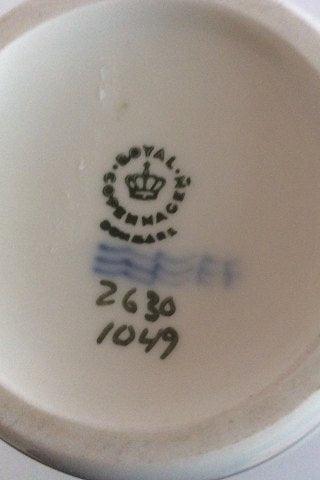 ROYAL
COPENHAGEN
DENMARK
2630
1049